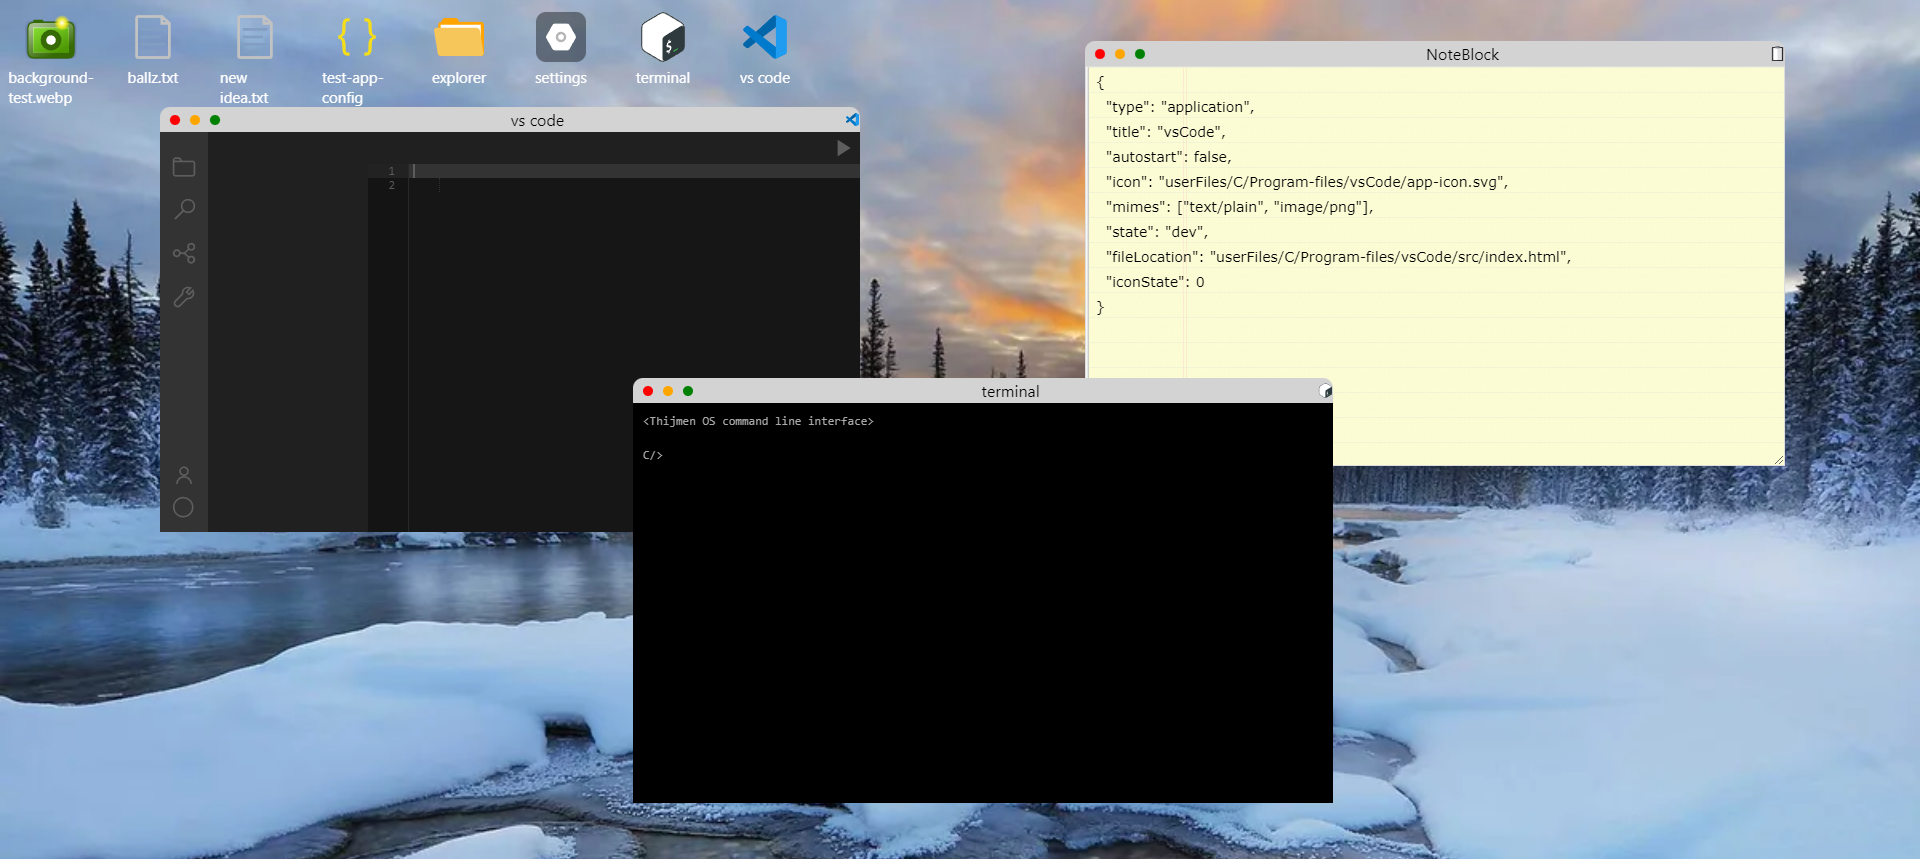 background-
test.webp
ballz.txt
new
idea.txt
test-app-
config
explorer
settings
terminal
vs code
vs code
1
2
NoteBlock
{
"type": "application",
"title": "vsCode",
"autostart": false,
"icon": "userFiles/C/Program-files/vsCode/app-icon.svg",
"mimes": ["text/plain", "image/png"],
"state": "dev",
"fileLocation": "userFiles/C/Program-files/vsCode/src/index.html",
"iconState": 0
}
terminal
<Thijmen OS command line interface>
C/>